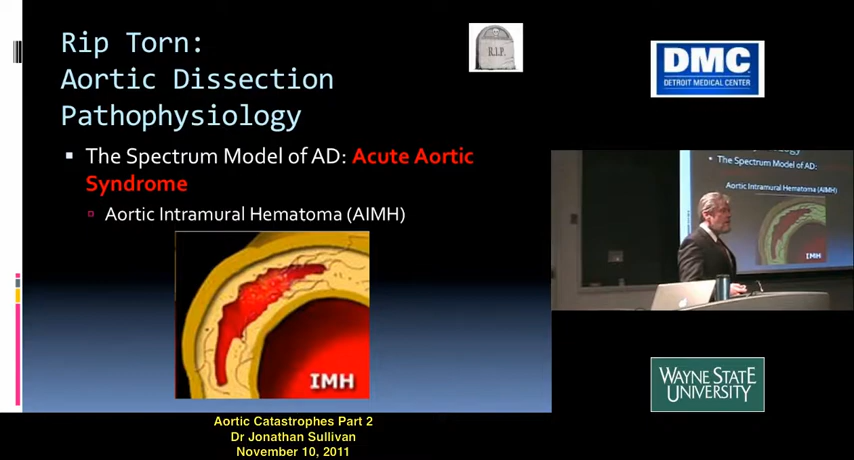 Rip Torn:
Aortic Dissection
Pathophysiology
R.I.P.
The Spectrum Model of AD: Acute Aortic
Syndrome
Aortic Intramural Hematoma (AIMH)
IMH
DMC
DETROIT MEDICAL CENTER
The Spectrum Model of AD:
Aortic Intramural Hematoma (AIMH)
IMH
WAYNE STATE
UNIVERSITY
Aortic Catastrophes Part 2
Dr Jonathan Sullivan
November 10, 2011